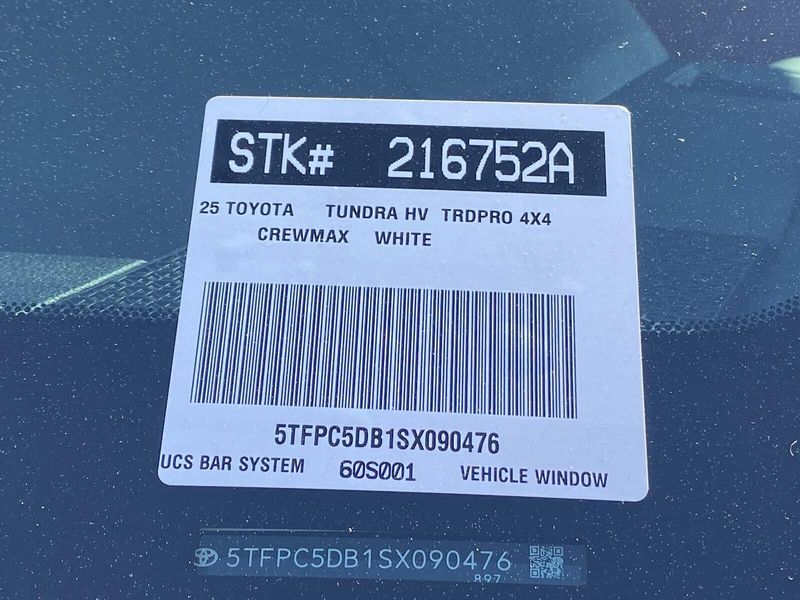 STK# 216752A
25 TOYOTA TUNDRA HV TRDPRO 4X4
CREWMAX WHITE
5TFPC5DB1SX090476
UCS BAR SYSTEM 60S001 VEHICLE WINDOW
5TFPC5DB1SX090476
897